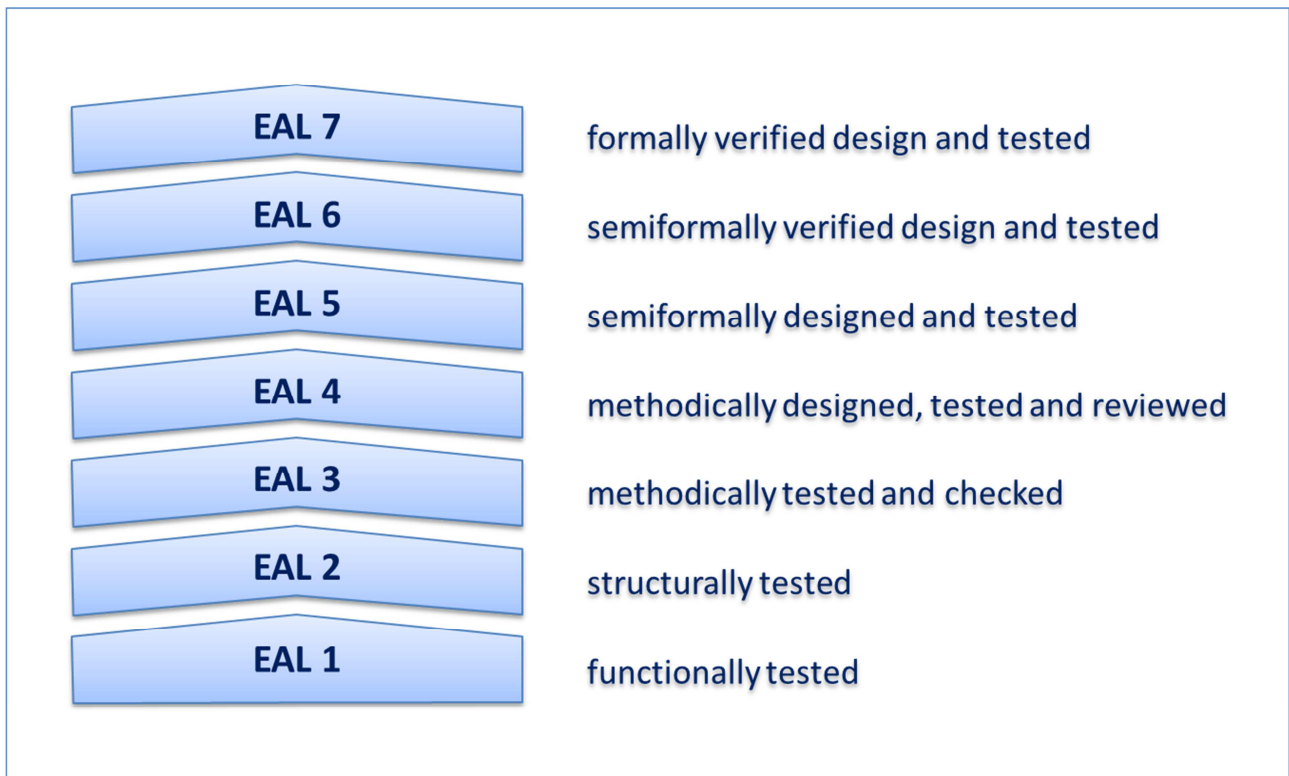 EAL 7
formally verified design and tested
EAL 6
semiformally verified design and tested
EAL 5
semiformally designed and tested
EAL 4
methodically designed, tested and reviewed
EAL 3
methodically tested and checked
EAL 2
structurally tested
EAL 1
functionally tested